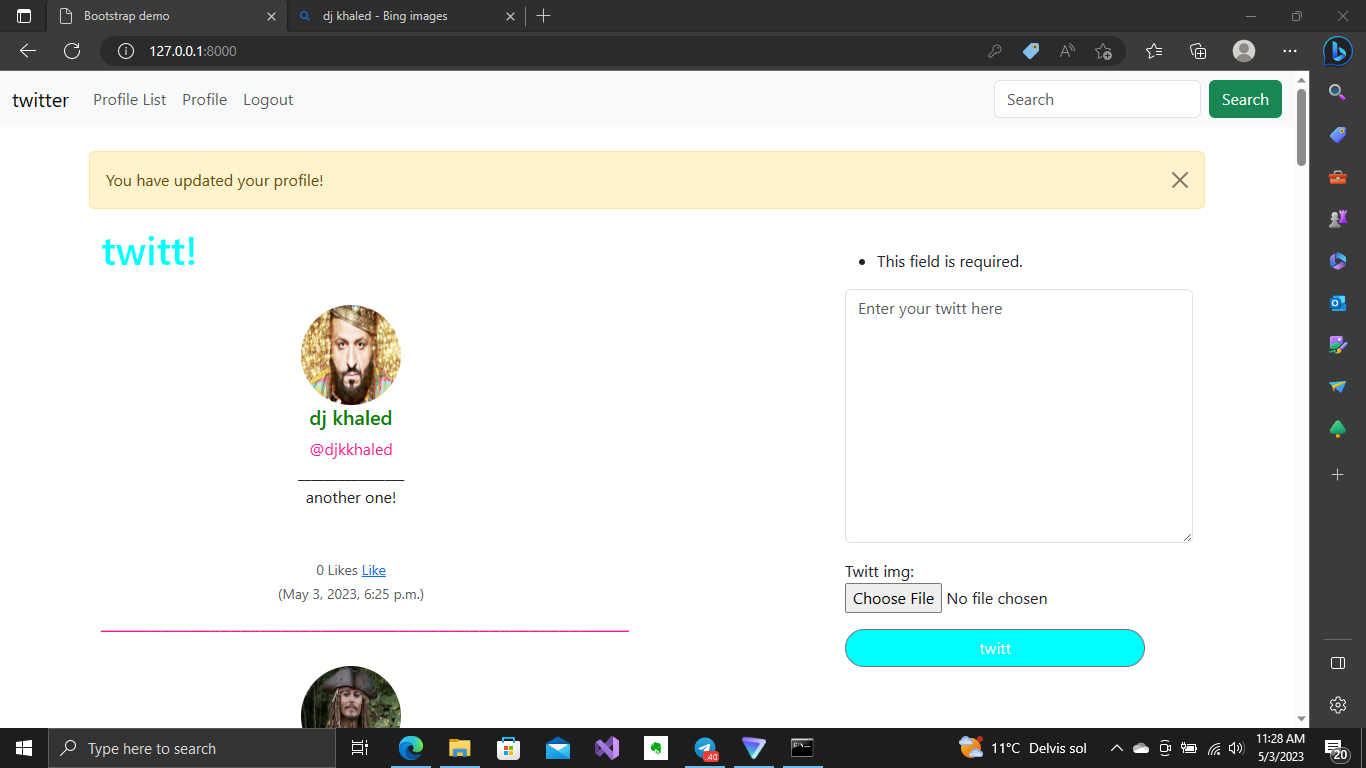 Bootstrap demo
dj khaled - Bing images
127.0.0.1:8000
twitter Profile List Profile Logout Search Search
You have updated your profile!
twitt!
This field is required.
Enter your twitt here
dj khaled
@djkkhaled
________________
another one!
0 Likes Like
(May 3, 2023, 6:25 p.m.)
Twitt img:
Choose File No file chosen
twitt
Type here to search
.40
11°C Delvis sol
11:28 AM
5/3/2023
20